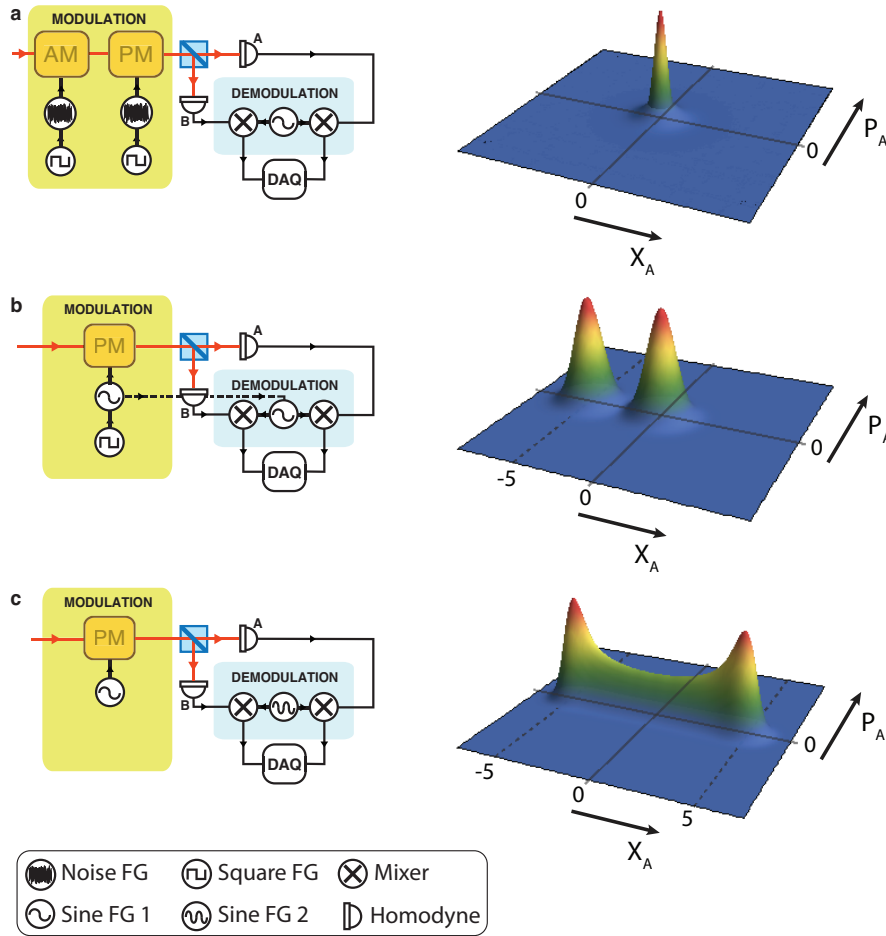 a
MODULATION
AM
PM
A
B
DEMODULATION
DAQ
0
0
X_A
P_A
b
MODULATION
PM
A
B
DEMODULATION
DAQ
-5
0
0
X_A
P_A
c
MODULATION
PM
A
B
DEMODULATION
DAQ
-5
0
5
0
X_A
P_A
Noise FG Square FG Mixer
Sine FG 1 Sine FG 2 Homodyne